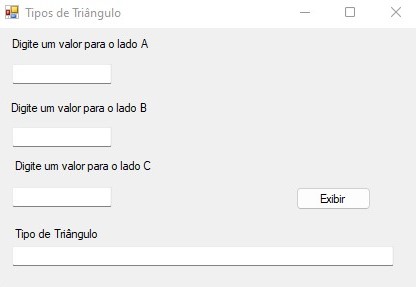 Tipos de Triângulo
Digite um valor para o lado A
Digite um valor para o lado B
Digite um valor para o lado C
Exibir
Tipo de Triângulo